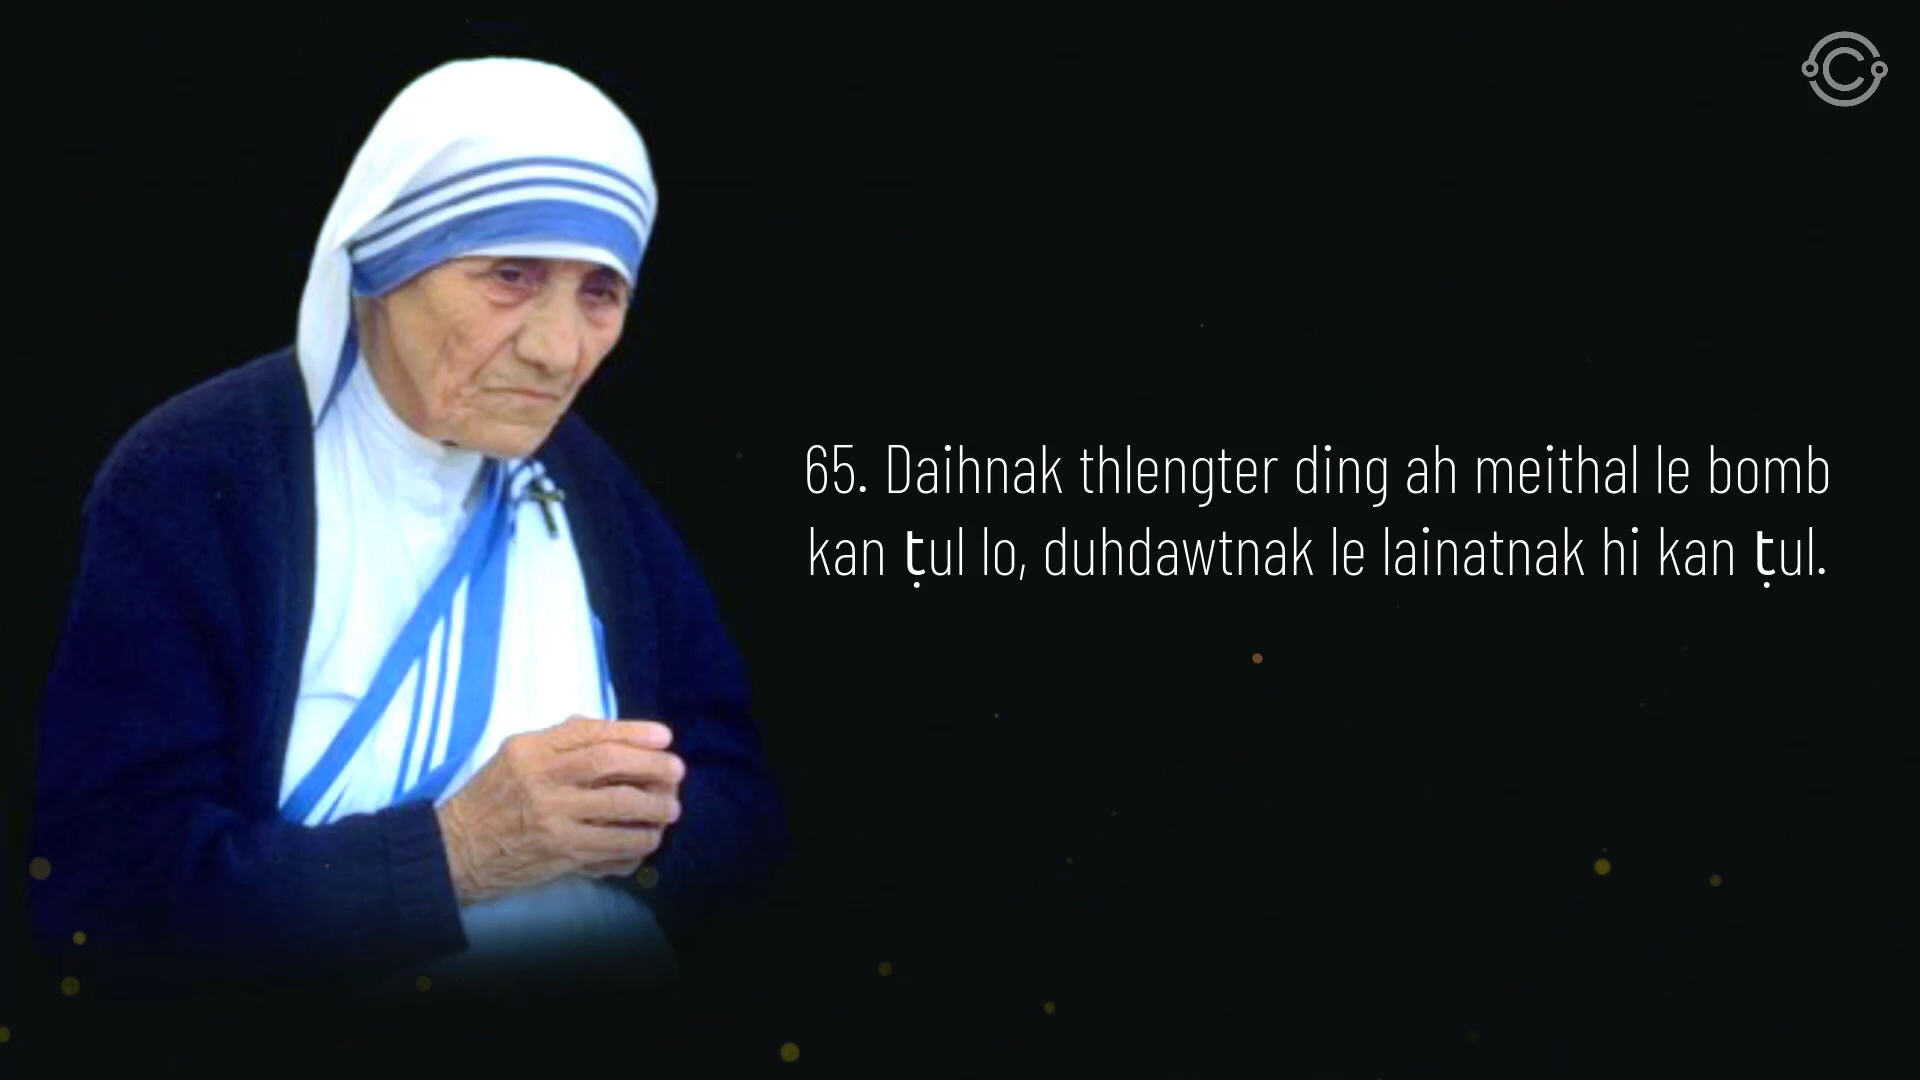 65. Daihnak thlengter ding ah meithal le bomb
kan ṭul lo, duhdawtnak le lainatnak hi kan ṭul.